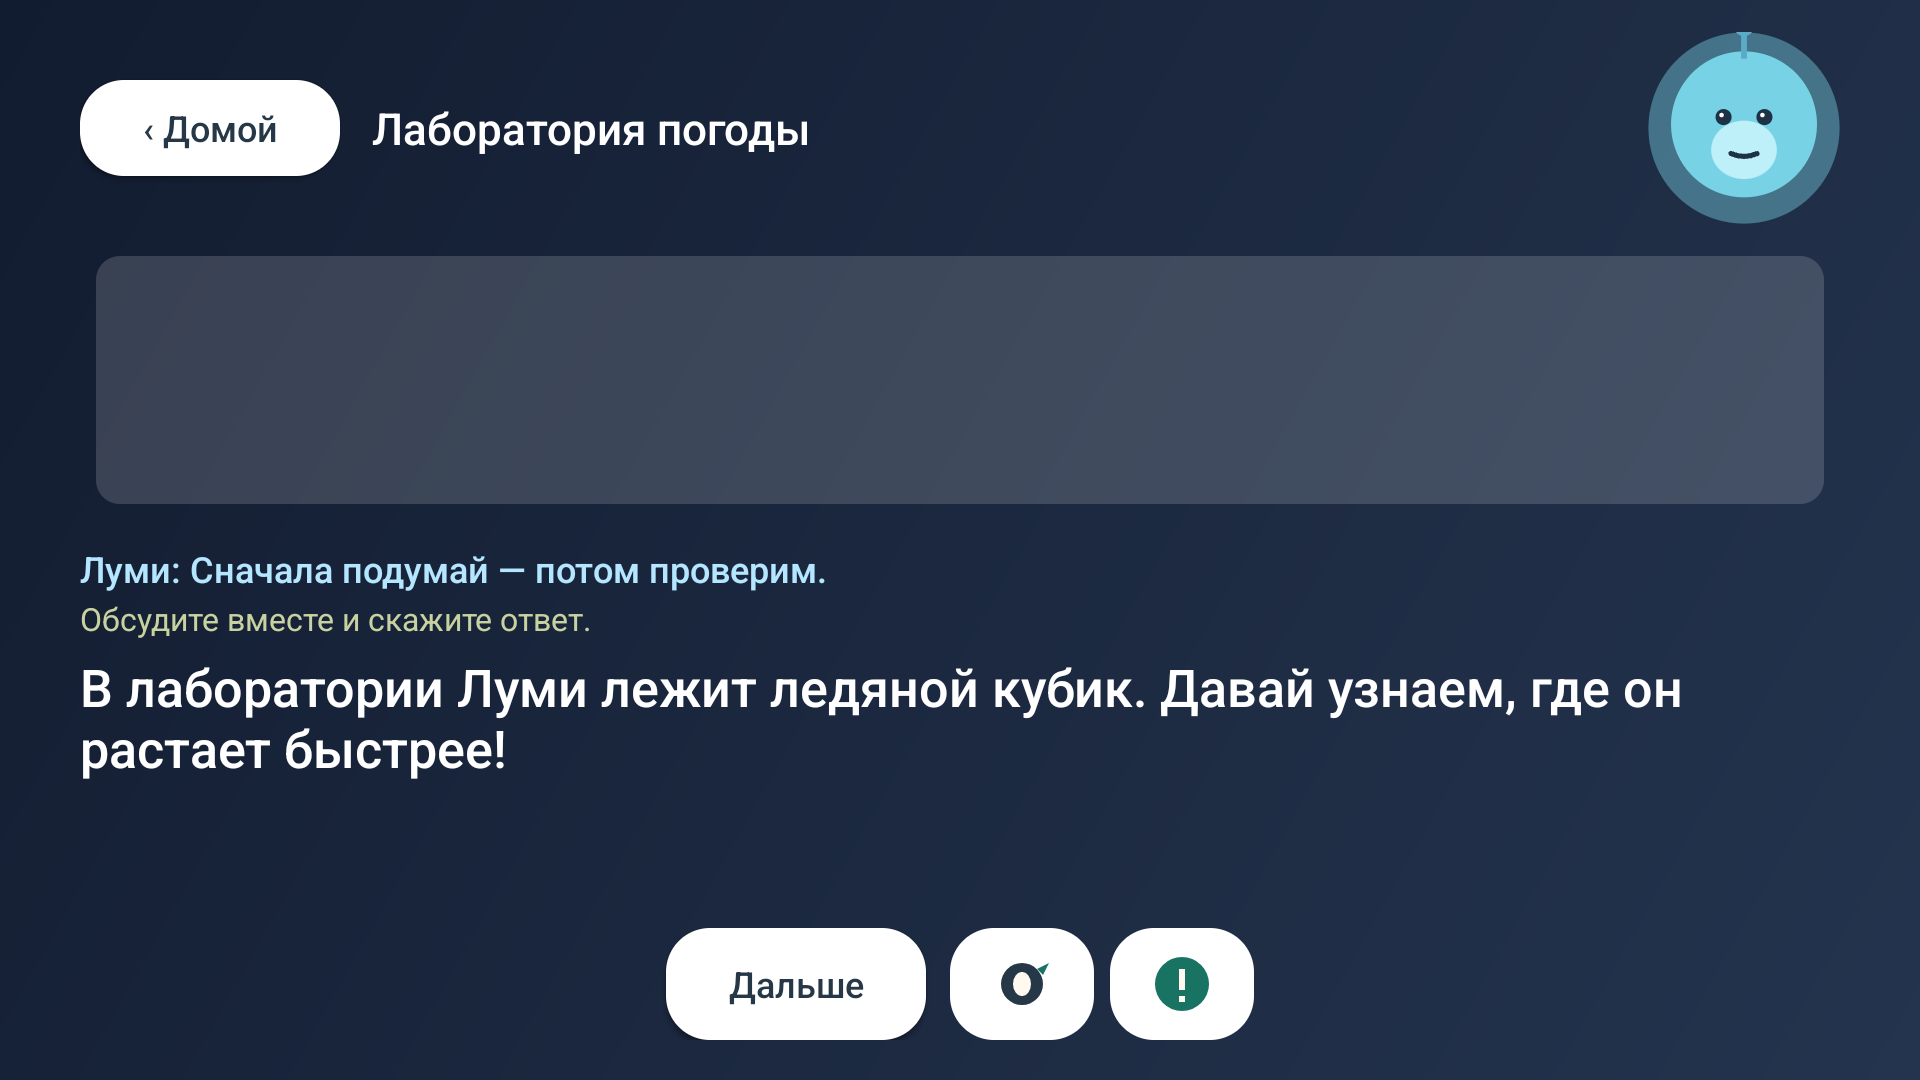 ‹ Домой
Лаборатория погоды
Луми: Сначала подумай — потом проверим.
Обсудите вместе и скажите ответ.
В лаборатории Луми лежит ледяной кубик. Давай узнаем, где он
растает быстрее!
Дальше